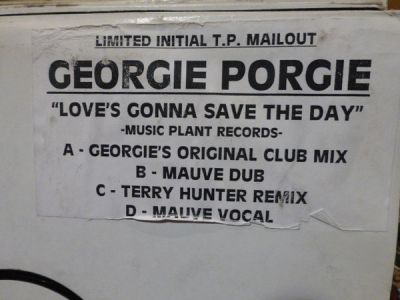 LIMITED INITIAL T.P. MAILOUT
GEORGIE PORGIE
"LOVE'S GONNA SAVE THE DAY"
-MUSIC PLANT RECORDS-
A - GEORGIE'S ORIGINAL CLUB MIX
B - MAUVE DUB
C - TERRY HUNTER REMIX
D - MAUVE VOCAL